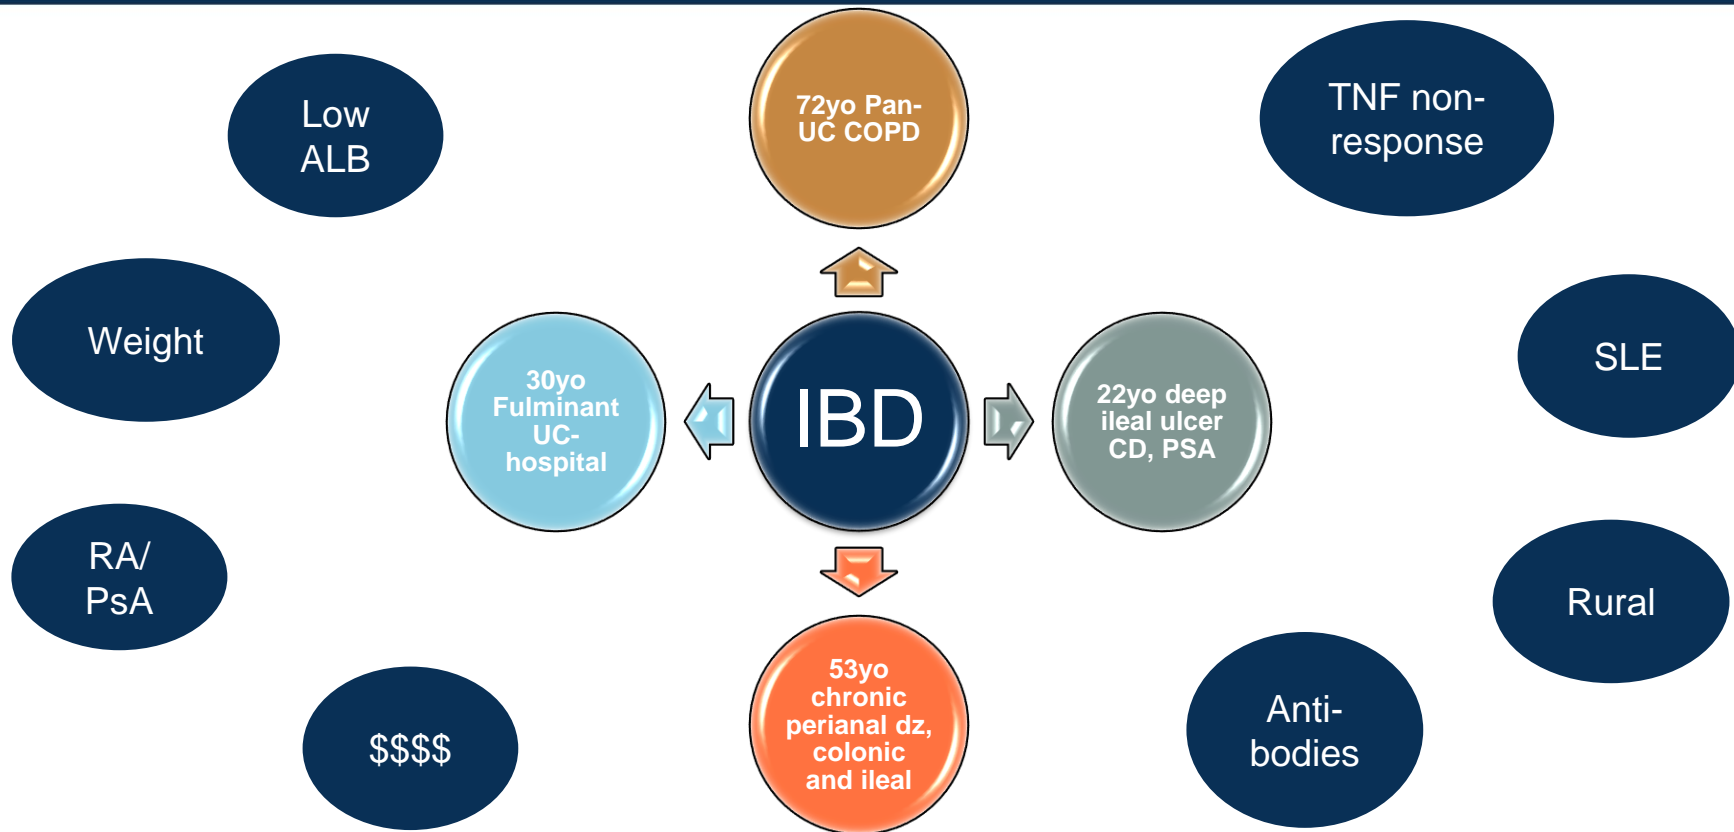 Low
ALB
72yo Pan-
UC COPD
TNF non-
response
Weight
30yo
Fulminant
UC-
hospital
IBD
22yo deep
ileal ulcer
CD, PSA
SLE
RA/
PsA
Rural
$$$$
53yo
chronic
perianal dz,
colonic
and ileal
Anti-
bodies